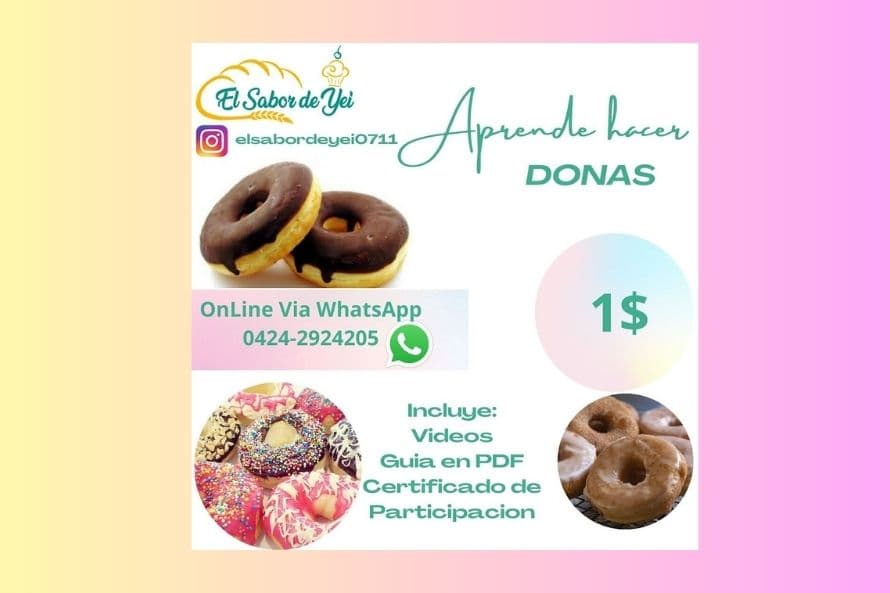 El Sabor de Yei
elsabordeyei0711
Aprende hacer
DONAS
OnLine Via WhatsApp
0424-2924205
1$
Incluye:
Videos
Guia en PDF
Certificado de
Participacion